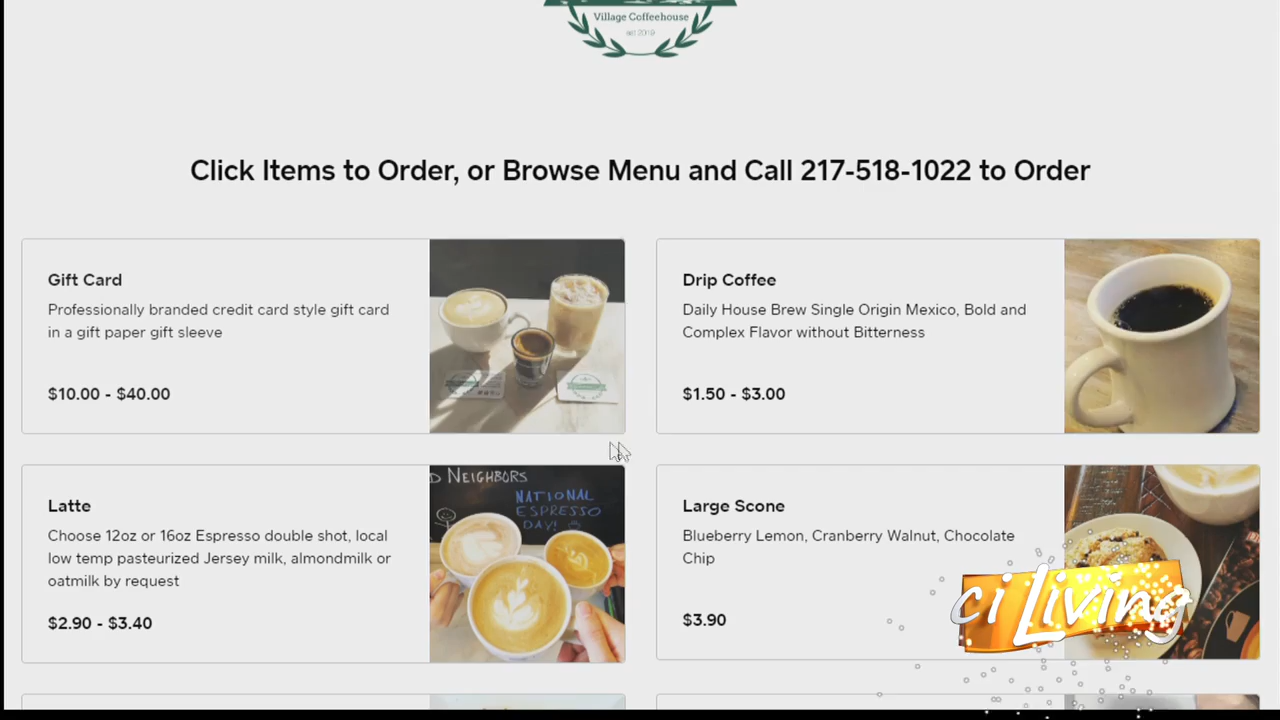 Village Coffeehouse
est 2019
Click Items to Order, or Browse Menu and Call 217-518-1022 to Order
Gift Card
Professionally branded credit card style gift card
in a gift paper gift sleeve
$10.00 - $40.00
Drip Coffee
Daily House Brew Single Origin Mexico, Bold and
Complex Flavor without Bitterness
$1.50 - $3.00
Latte
Choose 12oz or 16oz Espresso double shot, local
low temp pasteurized Jersey milk, almondmilk or
oatmilk by request
$2.90 - $3.40
D NEIGHBORS
NATIONAL
ESPRESSO
DAY!
Large Scone
Blueberry Lemon, Cranberry Walnut, Chocolate
Chip
$3.90
ci Living